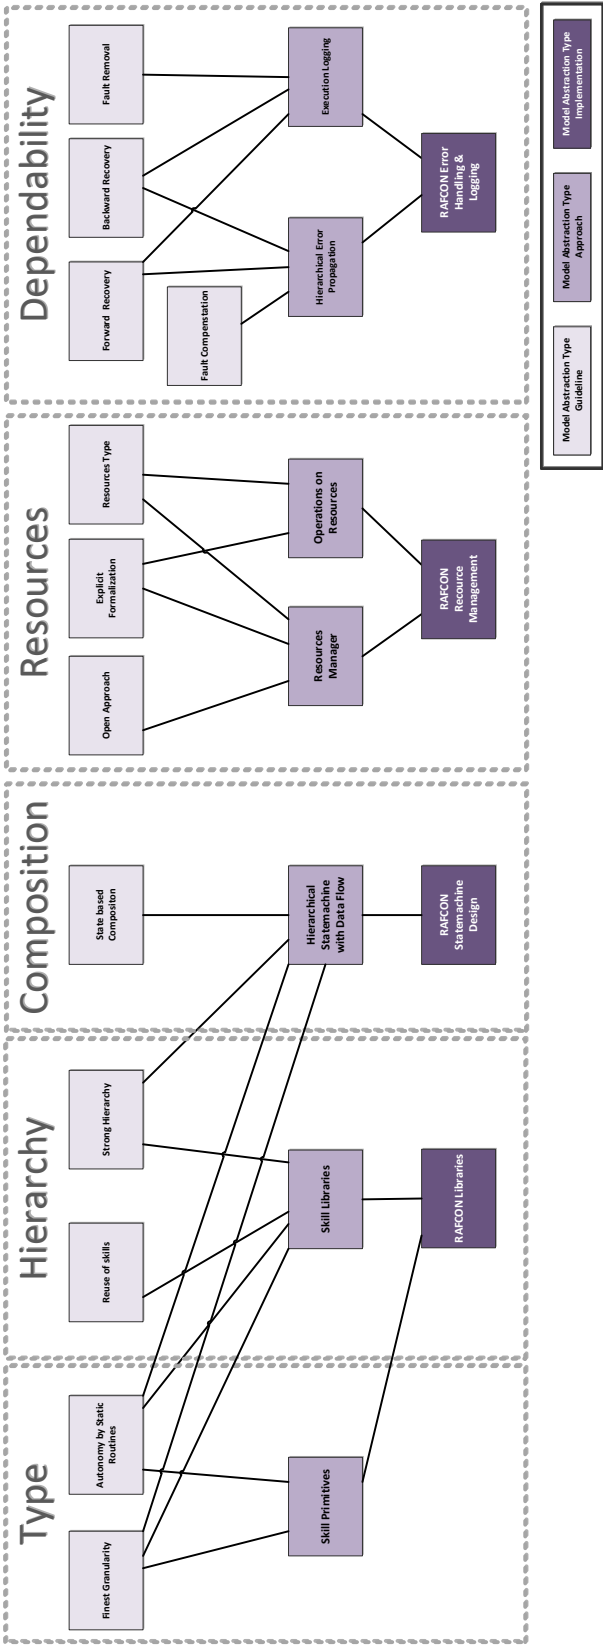 Type
Hierarchy
Composition
Resources
Dependability
Finest Granularity
Autonomy by Static
Routines
Reuse of skills
Strong Hierarchy
State based
Compositon
Open Approach
Explicit
Formalization
Resources Type
Forward Recovery
Backward Recovery
Fault Removal
Fault Compenstation
Skill Primitives
Skill Libraries
Hierarchical
Statemachine
with Data Flow
Resources
Manager
Operations on
Resources
Hierarchical Error
Propagation
Execution Logging
RAFCON Libraries
RAFCON
Statemachine
Design
RAFCON
Recource
Management
RAFCON Error
Handling &
Logging
Model Abstraction Type
Guideline
Model Abstraction Type
Approach
Model Abstraction Type
Implementation